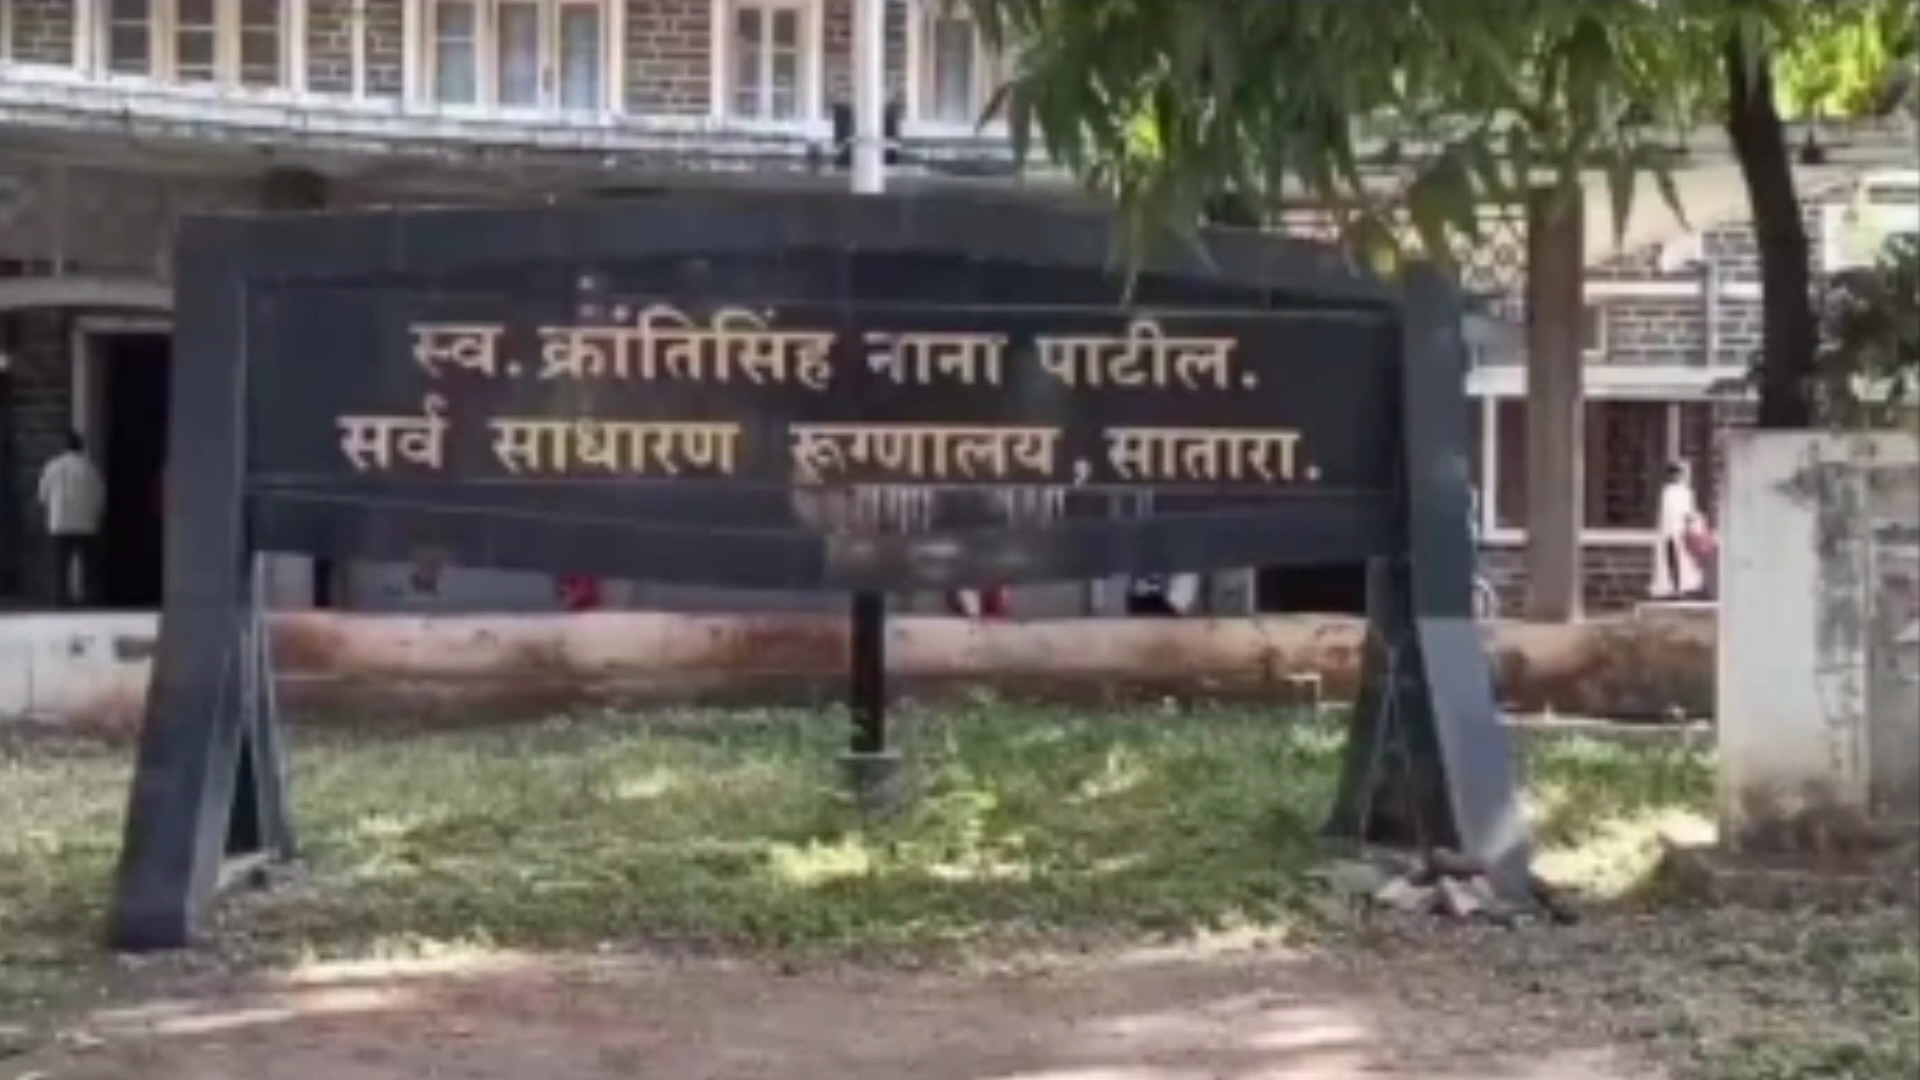 स्व. क्रांतिसिंह नाना पाटील.
सर्व साधारण रूग्णालय, सातारा.